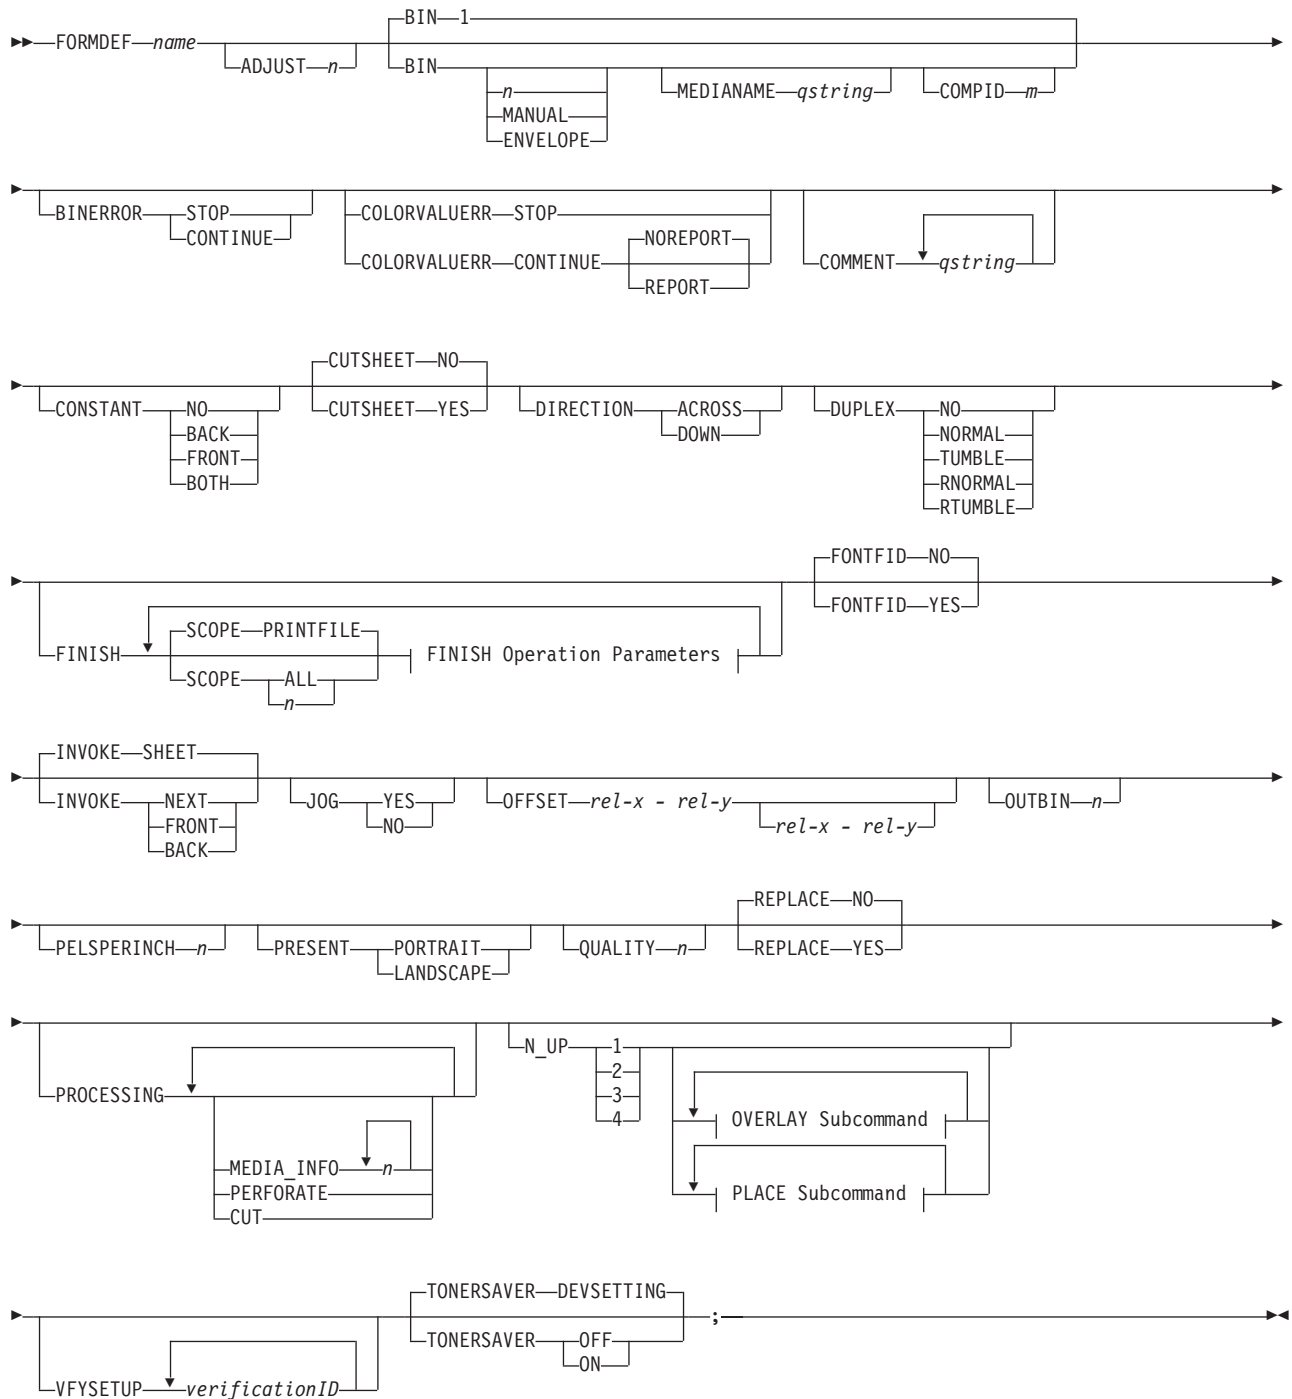 BIN 1
FORMDEF name
ADJUST n
BIN
n
MANUAL
ENVELOPE
MEDIANAME qstring
COMPID m
BINERROR STOP
CONTINUE
COLORVALUERR STOP
COLORVALUERR CONTINUE
NOREPORT
REPORT
COMMENT qstring
CONSTANT NO
BACK
FRONT
BOTH
CUTSHEET NO
CUTSHEET YES
DIRECTION ACROSS
DOWN
DUPLEX NO
NORMAL
TUMBLE
RNORMAL
RTUMBLE
FINISH
SCOPE PRINTFILE
SCOPE ALL
n
FINISH Operation Parameters
FONTFID NO
FONTFID YES
INVOKE SHEET
INVOKE NEXT
FRONT
BACK
JOG YES
NO
OFFSET rel-x - rel-y
rel-x - rel-y
OUTBIN n
PELSPERINCH n
PRESENT PORTRAIT
LANDSCAPE
QUALITY n
REPLACE NO
REPLACE YES
PROCESSING
MEDIA_INFO n
PERFORATE
CUT
N_UP 1
2
3
4
OVERLAY Subcommand
PLACE Subcommand
VFYSETUP verificationID
TONERSAVER DEVSETTING
TONERSAVER OFF
ON
;